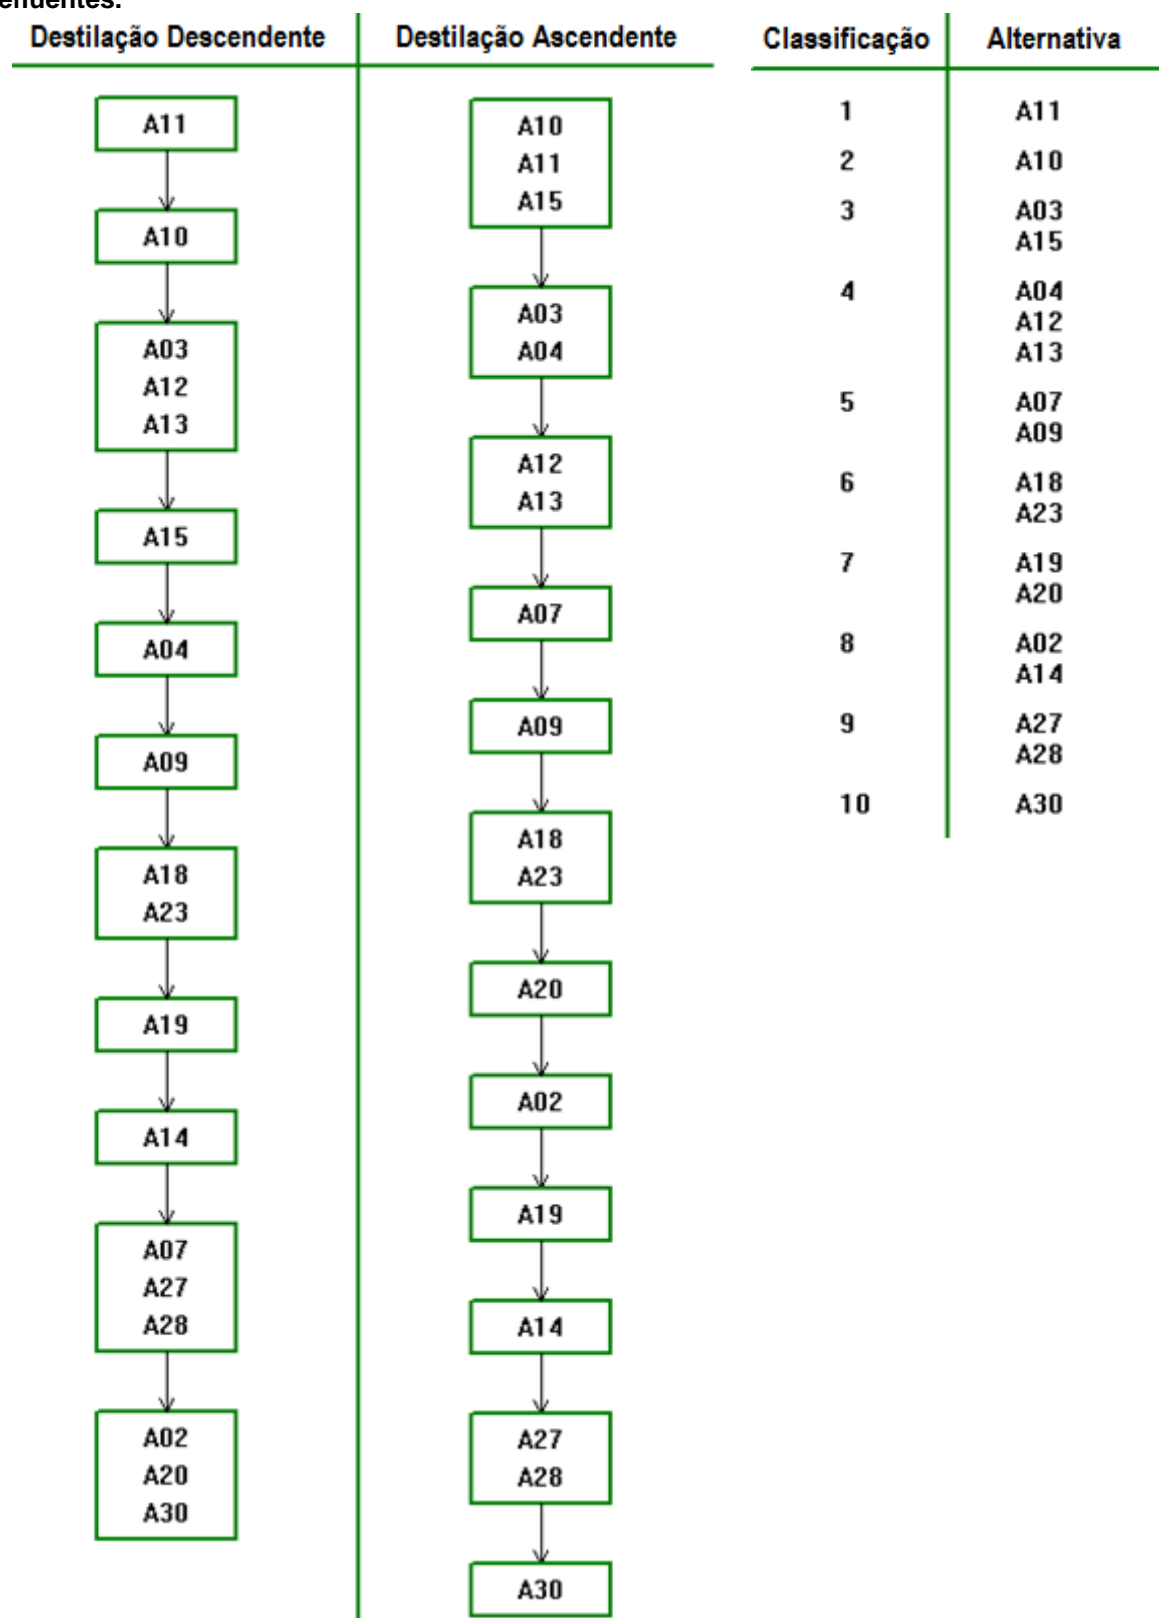 Destilação Descendente
A11
A10
A03
A12
A13
A15
A04
A09
A18
A23
A19
A14
A07
A27
A28
A02
A20
A30
Destilação Ascendente
A10
A11
A15
A03
A04
A12
A13
A07
A09
A18
A23
A20
A02
A19
A14
A27
A28
A30
Classificação Alternativa
1 A11
2 A10
3 A03
A15
4 A04
A12
A13
5 A07
A09
6 A18
A23
7 A19
A20
8 A02
A14
9 A27
A28
10 A30